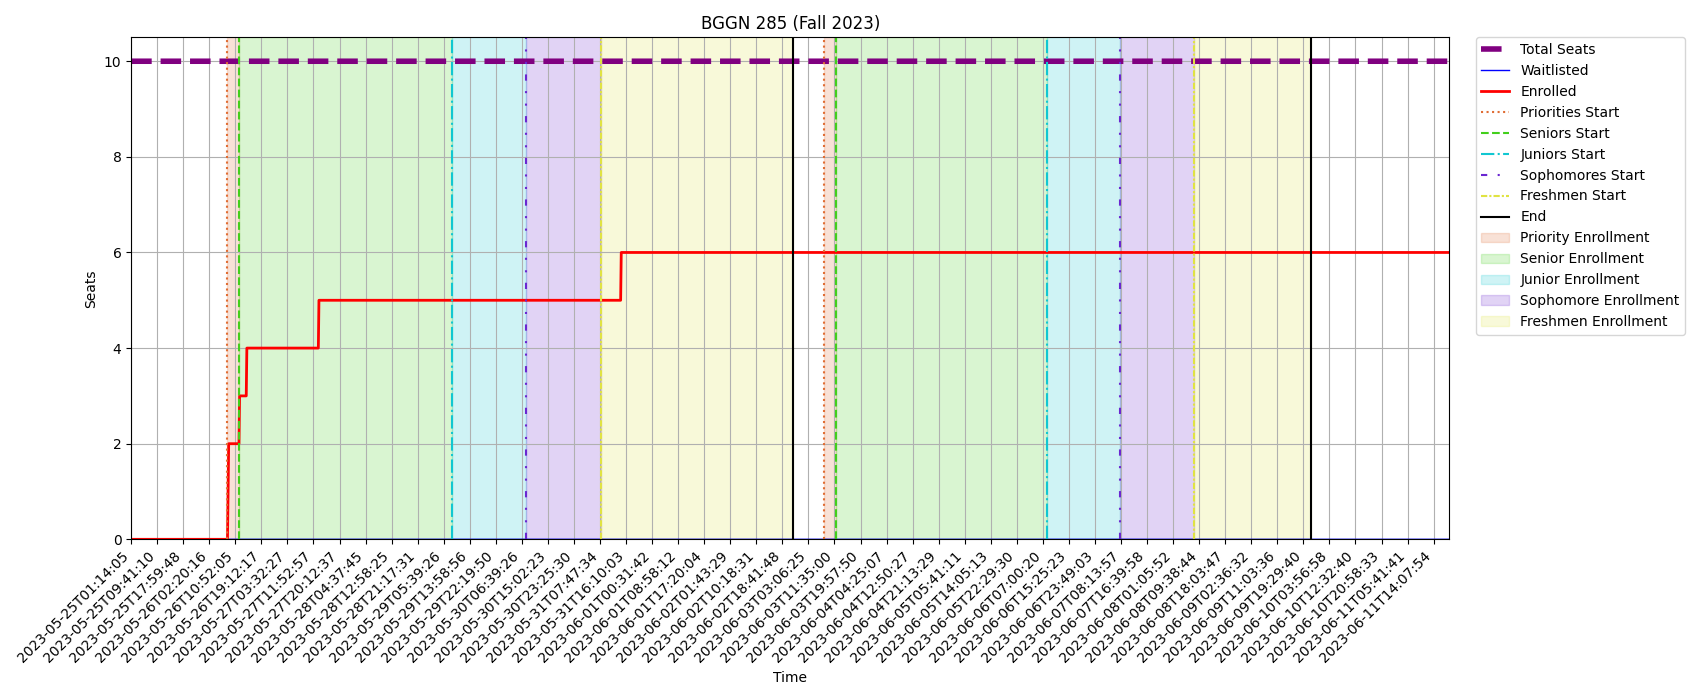 BGGN 285 (Fall 2023)
Total Seats
Waitlisted
Enrolled
Priorities Start
Seniors Start
Juniors Start
Sophomores Start
Freshmen Start
End
Priority Enrollment
Senior Enrollment
Junior Enrollment
Sophomore Enrollment
Freshmen Enrollment
Seats
10
8
6
4
2
0
2023-05-25T01:14:05
2023-05-25T09:41:10
2023-05-25T17:59:48
2023-05-26T02:20:16
2023-05-26T10:52:05
2023-05-26T19:12:17
2023-05-27T03:32:27
2023-05-27T11:52:57
2023-05-27T20:12:37
2023-05-28T04:37:45
2023-05-28T12:58:25
2023-05-28T21:17:31
2023-05-29T05:39:26
2023-05-29T13:58:56
2023-05-29T22:19:50
2023-05-30T06:39:26
2023-05-30T15:02:23
2023-05-30T23:25:30
2023-05-31T07:47:34
2023-05-31T16:10:03
2023-06-01T00:31:42
2023-06-01T08:58:12
2023-06-01T17:20:04
2023-06-02T01:43:29
2023-06-02T10:18:31
2023-06-02T18:41:48
2023-06-03T03:06:25
2023-06-03T11:35:00
2023-06-03T19:57:50
2023-06-04T04:25:07
2023-06-04T12:50:27
2023-06-04T21:13:29
2023-06-05T05:41:11
2023-06-05T14:05:13
2023-06-05T22:29:30
2023-06-06T07:00:20
2023-06-06T15:25:23
2023-06-06T23:49:03
2023-06-07T08:13:57
2023-06-07T16:39:58
2023-06-08T01:05:52
2023-06-08T09:38:44
2023-06-08T18:03:47
2023-06-09T02:36:32
2023-06-09T11:03:36
2023-06-09T19:29:40
2023-06-10T03:56:58
2023-06-10T12:32:40
2023-06-10T20:58:33
2023-06-11T05:41:41
2023-06-11T14:07:54
Time